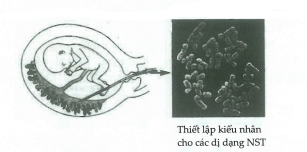 Thiết lập kiểu nhân
cho các dị dạng NST